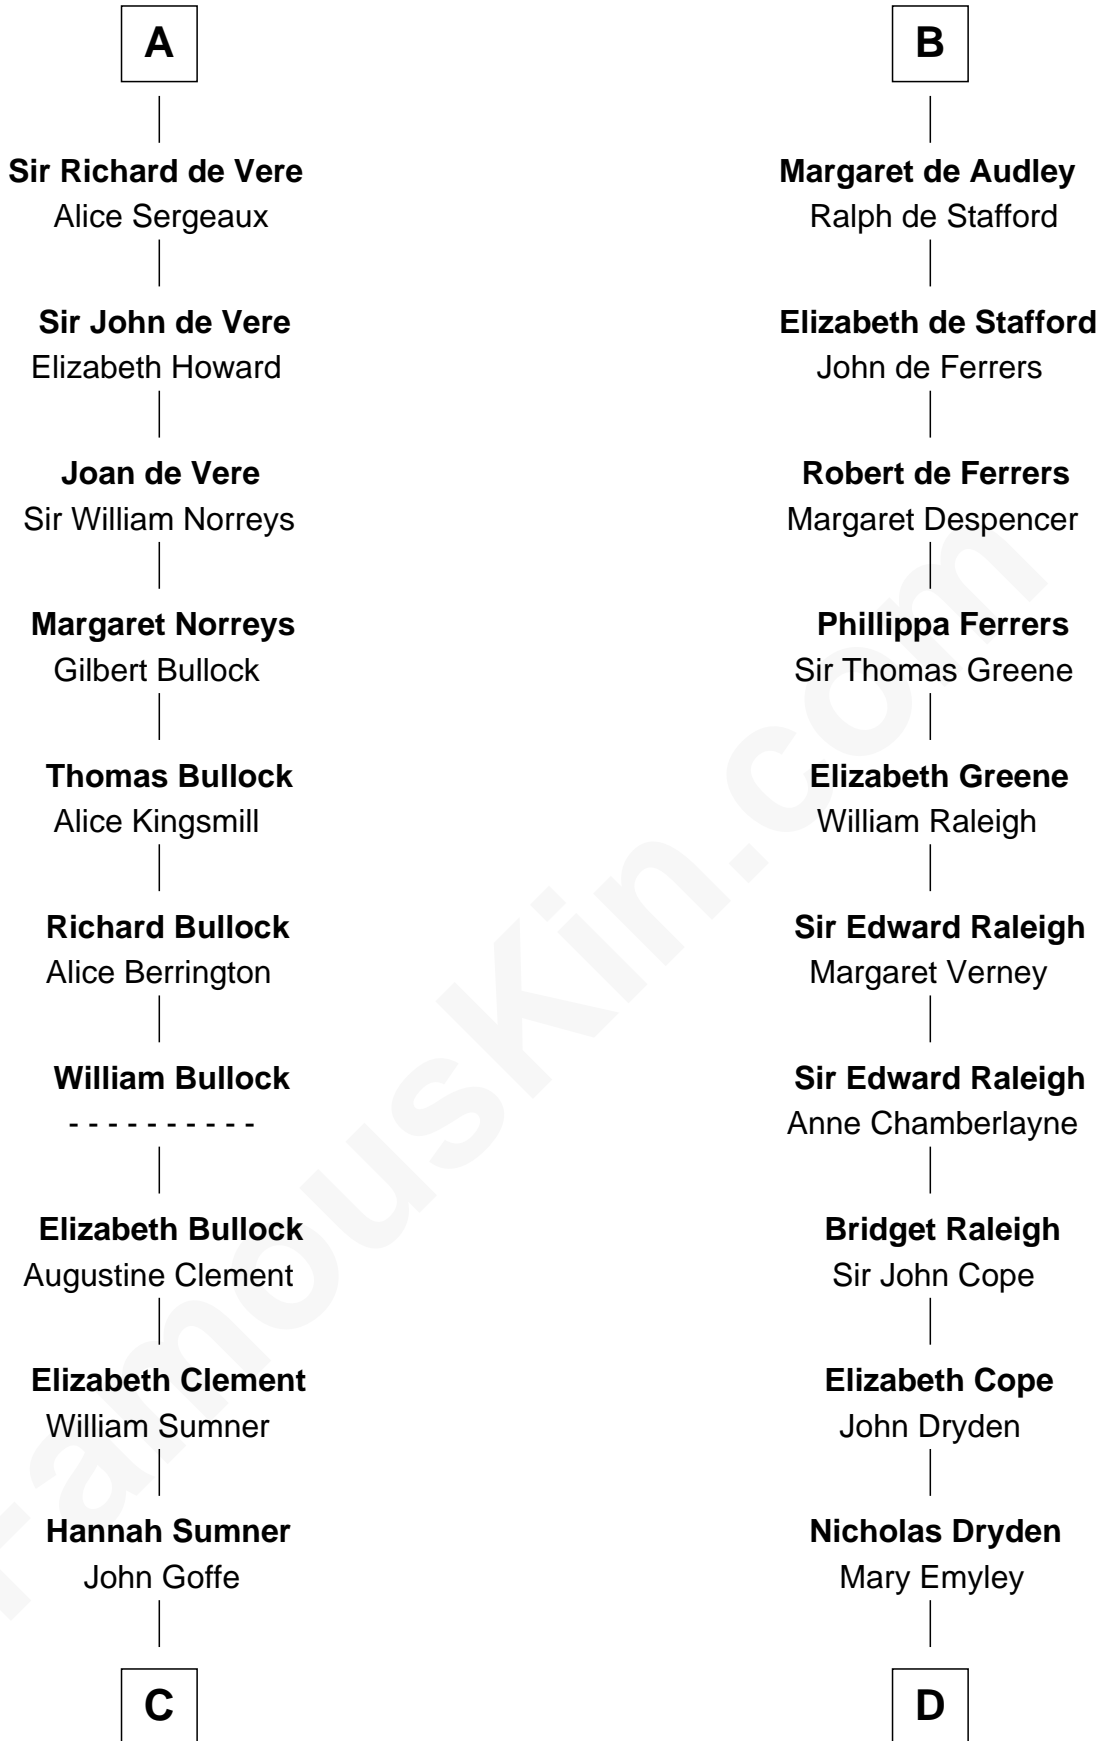 A
Sir Richard de Vere
Alice Sergeaux
Sir John de Vere
Elizabeth Howard
Joan de Vere
Sir William Norreys
Margaret Norreys
Gilbert Bullock
Thomas Bullock
Alice Kingsmill
Richard Bullock
Alice Berrington
William Bullock
- - - - - - - - - -
Elizabeth Bullock
Augustine Clement
Elizabeth Clement
William Sumner
Hannah Sumner
John Goffe
C
B
Margaret de Audley
Ralph de Stafford
Elizabeth de Stafford
John de Ferrers
Robert de Ferrers
Margaret Despencer
Phillippa Ferrers
Sir Thomas Greene
Elizabeth Greene
William Raleigh
Sir Edward Raleigh
Margaret Verney
Sir Edward Raleigh
Anne Chamberlayne
Bridget Raleigh
Sir John Cope
Elizabeth Cope
John Dryden
Nicholas Dryden
Mary Emyley
D
FamousKin.com